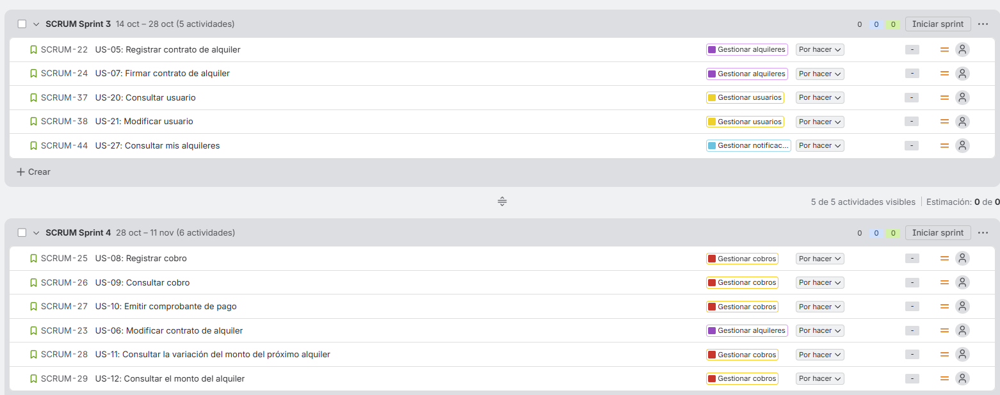 SCRUM Sprint 3 14 oct – 28 oct (5 actividades) 0 0 0 Iniciar sprint
SCRUM-22 US-05: Registrar contrato de alquiler Gestionar alquileres Por hacer -
SCRUM-24 US-07: Firmar contrato de alquiler Gestionar alquileres Por hacer -
SCRUM-37 US-20: Consultar usuario Gestionar usuarios Por hacer -
SCRUM-38 US-21: Modificar usuario Gestionar usuarios Por hacer -
SCRUM-44 US-27: Consultar mis alquileres Gestionar notificac... Por hacer -
Crear
5 de 5 actividades visibles Estimación: 0 de 0
SCRUM Sprint 4 28 oct – 11 nov (6 actividades) 0 0 0 Iniciar sprint
SCRUM-25 US-08: Registrar cobro Gestionar cobros Por hacer -
SCRUM-26 US-09: Consultar cobro Gestionar cobros Por hacer -
SCRUM-27 US-10: Emitir comprobante de pago Gestionar cobros Por hacer -
SCRUM-23 US-06: Modificar contrato de alquiler Gestionar alquileres Por hacer -
SCRUM-28 US-11: Consultar la variación del monto del próximo alquiler Gestionar cobros Por hacer -
SCRUM-29 US-12: Consultar el monto del alquiler Gestionar cobros Por hacer -